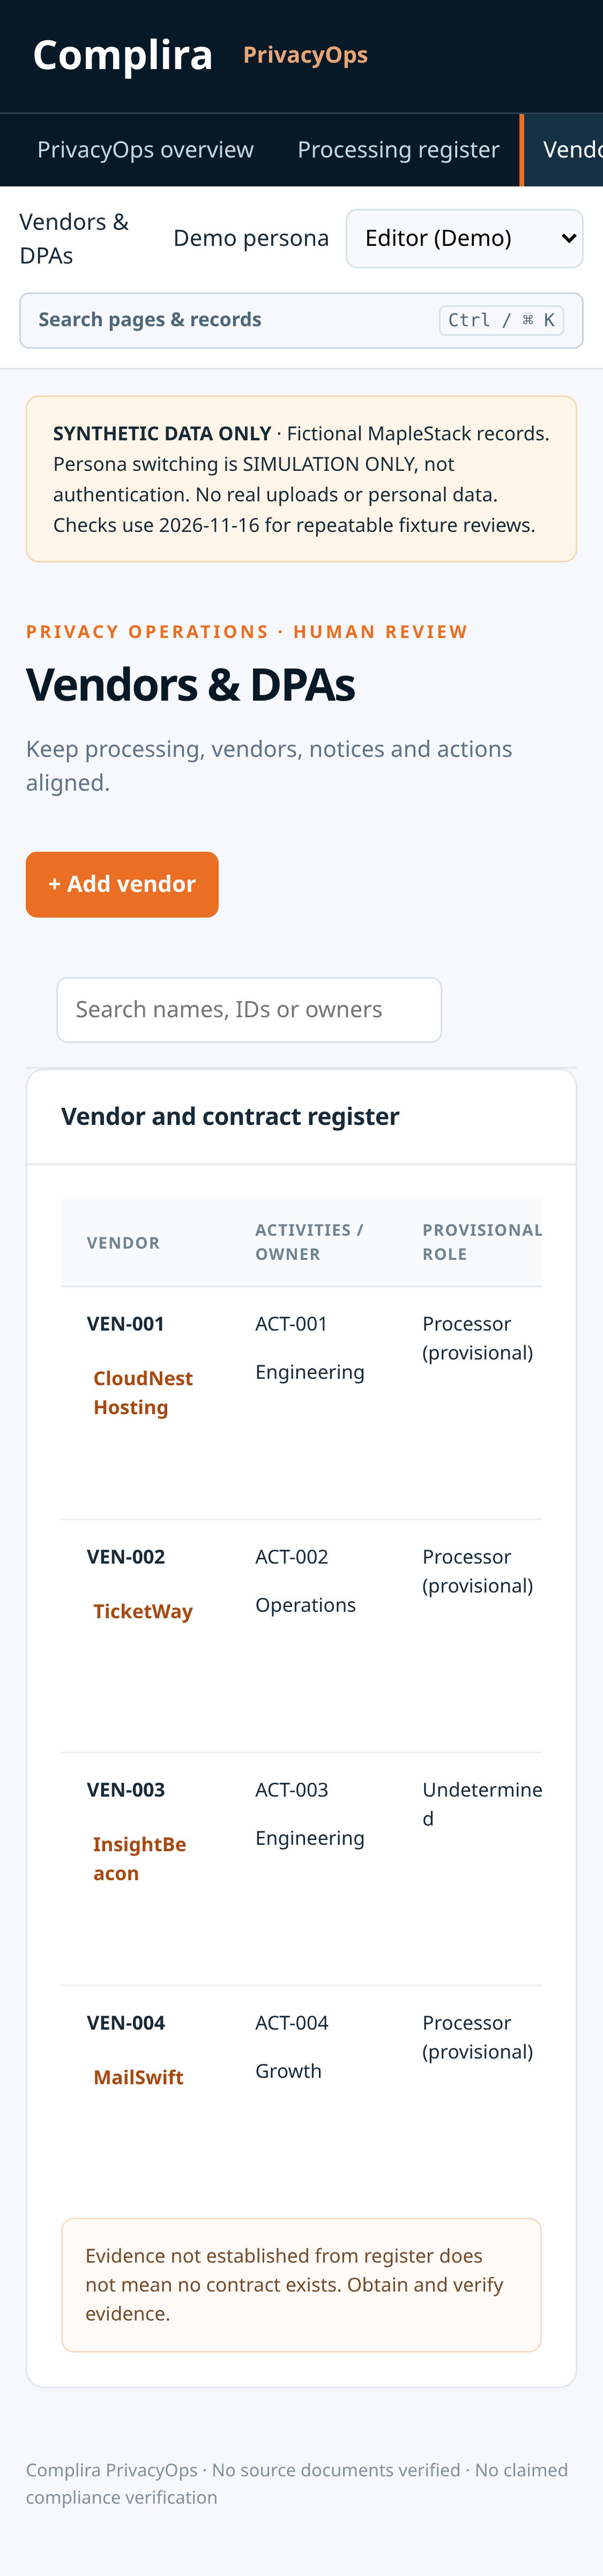 Complira PrivacyOps
PrivacyOps overview Processing register Vendo
Vendors &
DPAs
Demo persona Editor (Demo)
Search pages & records Ctrl / ⌘ K
SYNTHETIC DATA ONLY · Fictional MapleStack records.
Persona switching is SIMULATION ONLY, not
authentication. No real uploads or personal data.
Checks use 2026-11-16 for repeatable fixture reviews.
PRIVACY OPERATIONS · HUMAN REVIEW
Vendors & DPAs
Keep processing, vendors, notices and actions
aligned.
+ Add vendor
Search names, IDs or owners
Vendor and contract register
VENDOR
ACTIVITIES /
OWNER
PROVISIONAL
ROLE
VEN-001
CloudNest
Hosting
ACT-001
Engineering
Processor
(provisional)
VEN-002
TicketWay
ACT-002
Operations
Processor
(provisional)
VEN-003
InsightBe
acon
ACT-003
Engineering
Undetermine
d
VEN-004
MailSwift
ACT-004
Growth
Processor
(provisional)
Evidence not established from register does
not mean no contract exists. Obtain and verify
evidence.
Complira PrivacyOps · No source documents verified · No claimed
compliance verification